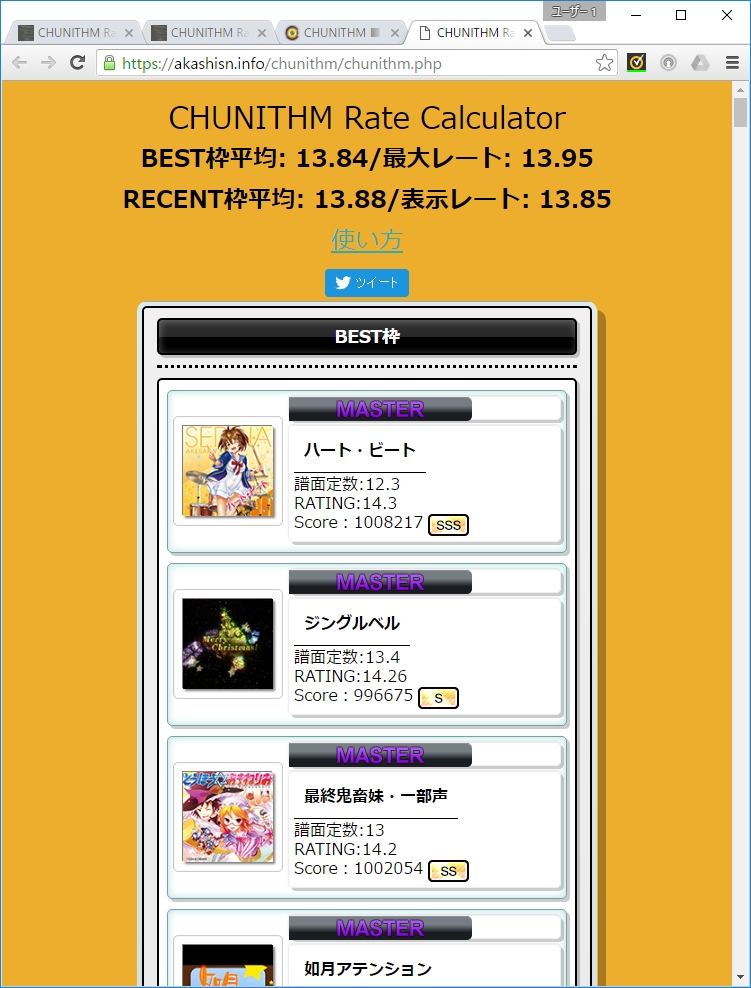 ユーザー 1
CHUNITHM Ra
CHUNITHM Ra
CHUNITHM
CHUNITHM Ra
https://akashisn.info/chunithm/chunithm.php
CHUNITHM Rate Calculator
BEST枠平均: 13.84/最大レート: 13.95
RECENT枠平均: 13.88/表示レート: 13.85
使い方
ツイート
BEST枠
MASTER
ハート・ビート
譜面定数:12.3
RATING:14.3
Score : 1008217 SSS
MASTER
Merry Christmas!
ジングルベル
譜面定数:13.4
RATING:14.26
Score : 996675 S
MASTER
最終鬼畜妹・一部声
譜面定数:13
RATING:14.2
Score : 1002054 SS
MASTER
如月アテンション